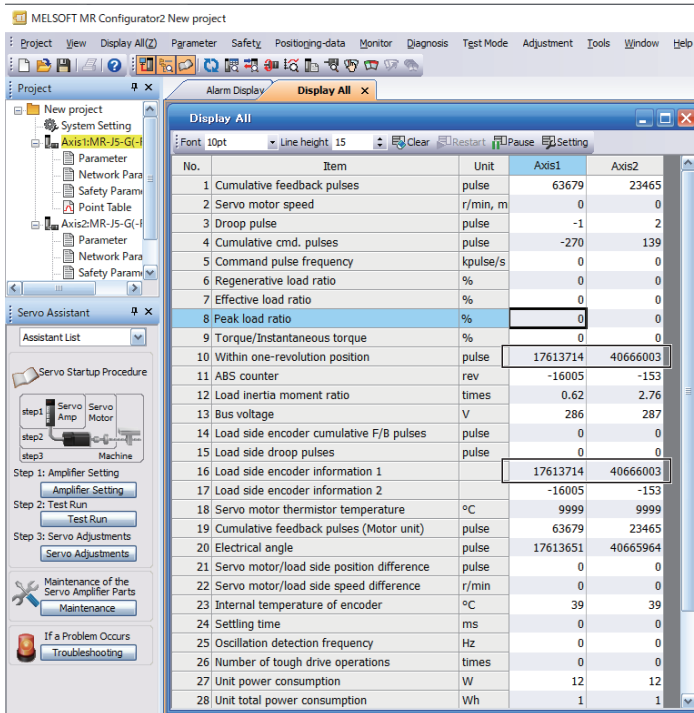 MELSOFT MR Configurator2 New project
Project View Display All(Z) Parameter Safety Positioning-data Monitor Diagnosis Test Mode Adjustment Tools Window Help
Project
New project
System Setting
Axis1:MR-J5-G(-
Parameter
Network Para
Safety Param
Point Table
Axis2:MR-J5-G(-
Parameter
Network Para
Safety Param
Servo Assistant
Assistant List
Servo Startup Procedure
step1 Servo Amp Servo Motor
step2
step3 Machine
Step 1: Amplifier Setting
Amplifier Setting
Step 2: Test Run
Test Run
Step 3: Servo Adjustments
Servo Adjustments
Maintenance of the
Servo Amplifier Parts
Maintenance
If a Problem Occurs
Troubleshooting
Alarm Display Display All
Display All
Font 10pt Line height 15 Clear Restart Pause Setting
No. Item Unit Axis1 Axis2
1 Cumulative feedback pulses pulse 63679 23465
2 Servo motor speed r/min, m 0 0
3 Droop pulse pulse -1 2
4 Cumulative cmd. pulses pulse -270 139
5 Command pulse frequency kpulse/s 0 0
6 Regenerative load ratio % 0 0
7 Effective load ratio % 0 0
8 Peak load ratio % 0 0
9 Torque/Instantaneous torque % 0 0
10 Within one-revolution position pulse 17613714 40666003
11 ABS counter rev -16005 -153
12 Load inertia moment ratio times 0.62 2.76
13 Bus voltage V 286 287
14 Load side encoder cumulative F/B pulses pulse 0 0
15 Load side droop pulses pulse 0 0
16 Load side encoder information 1 17613714 40666003
17 Load side encoder information 2 -16005 -153
18 Servo motor thermistor temperature °C 9999 9999
19 Cumulative feedback pulses (Motor unit) pulse 63679 23465
20 Electrical angle pulse 17613651 40665964
21 Servo motor/load side position difference pulse 0 0
22 Servo motor/load side speed difference r/min 0 0
23 Internal temperature of encoder °C 39 39
24 Settling time ms 0 0
25 Oscillation detection frequency Hz 0 0
26 Number of tough drive operations times 0 0
27 Unit power consumption W 12 12
28 Unit total power consumption Wh 1 1